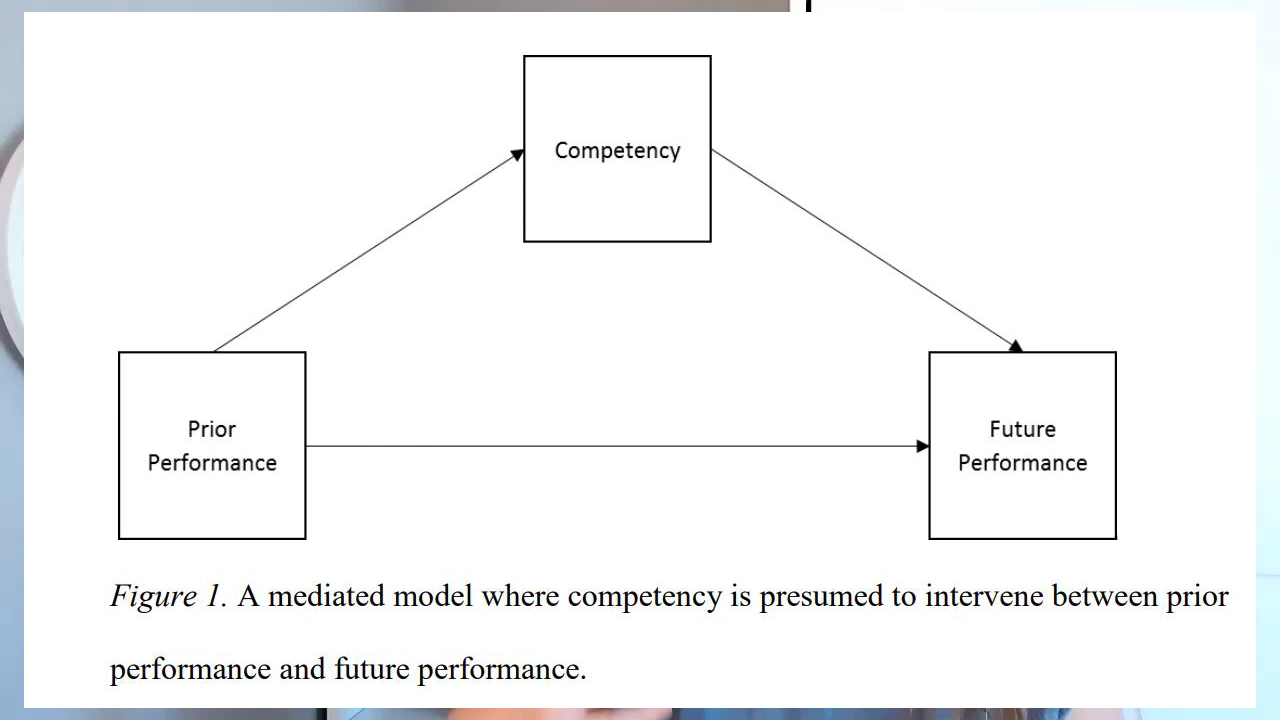 Competency
Prior
Performance
Future
Performance
Figure 1. A mediated model where competency is presumed to intervene between prior
performance and future performance.